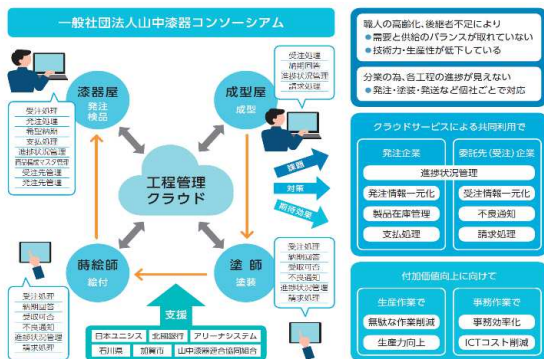 一般社団法人山中漆器コンソーシアム
漆器屋
発注
検品
受注処理
発注処理
希望納期
支払処理
進捗状況管理
商品構成マスタ管理
受注先管理
発注先管理
成型屋
成型
受注処理
納期回答
進捗状況管理
請求処理
工程管理
クラウド
蒔絵師
絵付
受注処理
納期回答
受取可否
不良通知
進捗状況管理
請求処理
塗師
塗装
受注処理
納期回答
受取可否
不良通知
進捗状況管理
請求処理
支援
日本ユニシス 北國銀行 アリーナシステム
石川県 加賀市 山中漆器連合協同組合
課題
対策
期待効果
職人の高齢化、後継者不足により
●需要と供給のバランスが取れていない
●技術力・生産性が低下している
分業の為、各工程の進捗が見えない
●発注・塗装・発送など個社ごとで対応
クラウドサービスによる共同利用で
発注企業 委託先(受注)企業
進捗状況管理
発注情報一元化 受注情報一元化
製品在庫管理 不良通知
支払処理 請求処理
付加価値向上に向けて
生産作業で 事務作業で
無駄な作業削減 事務効率化
生産力向上 ICTコスト削減